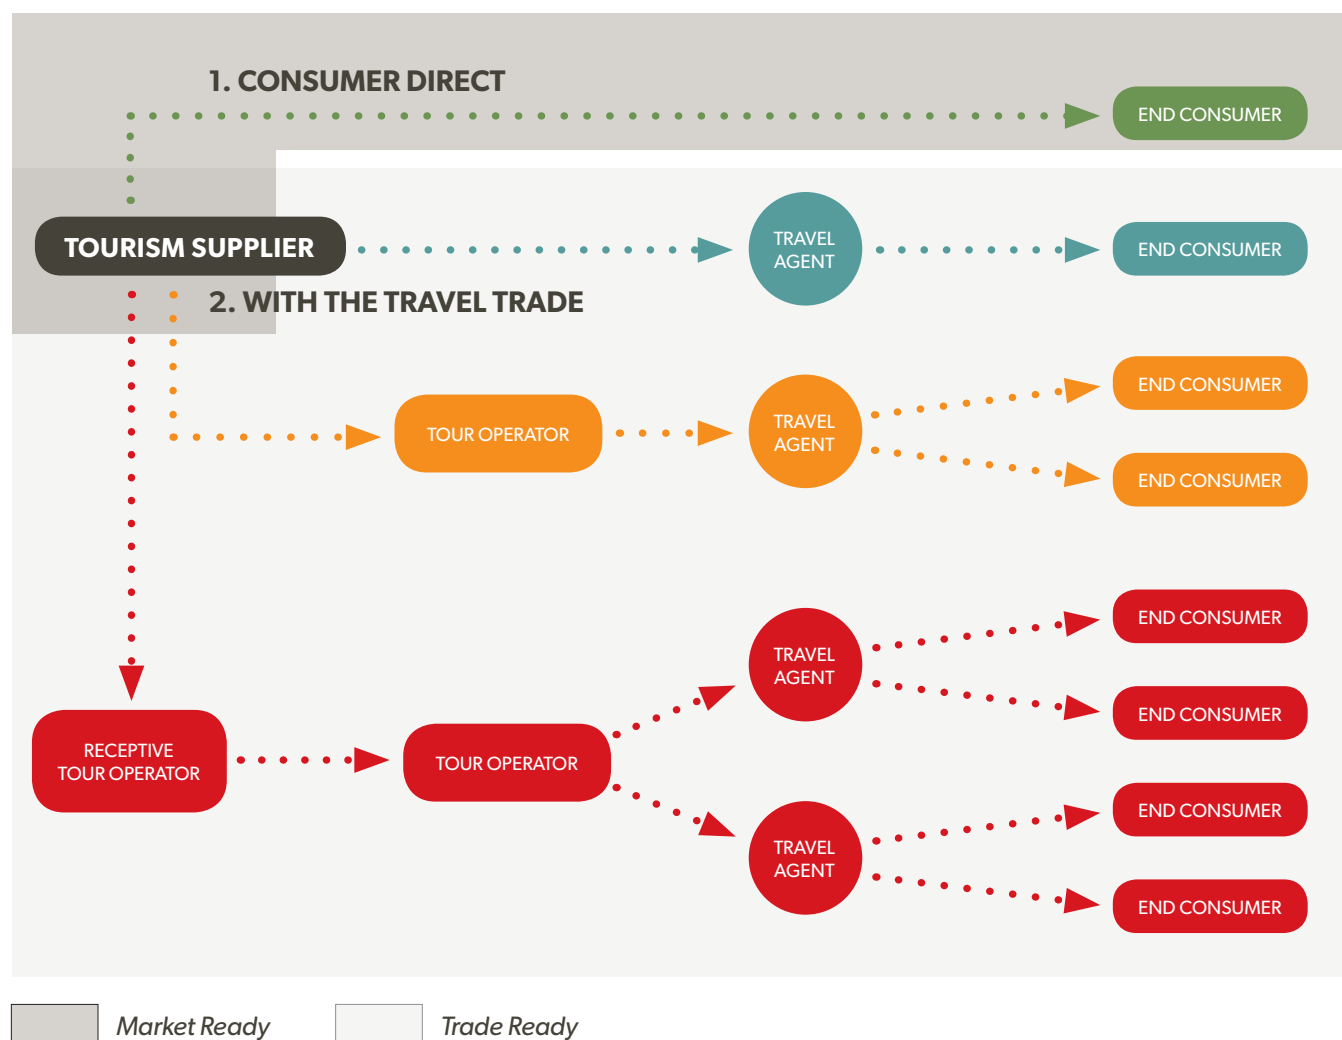 1. CONSUMER DIRECT
END CONSUMER
TOURISM SUPPLIER
TRAVEL
AGENT
END CONSUMER
2. WITH THE TRAVEL TRADE
TOUR OPERATOR
TRAVEL
AGENT
END CONSUMER
END CONSUMER
RECEPTIVE
TOUR OPERATOR
TOUR OPERATOR
TRAVEL
AGENT
END CONSUMER
END CONSUMER
TRAVEL
AGENT
END CONSUMER
END CONSUMER
Market Ready
Trade Ready